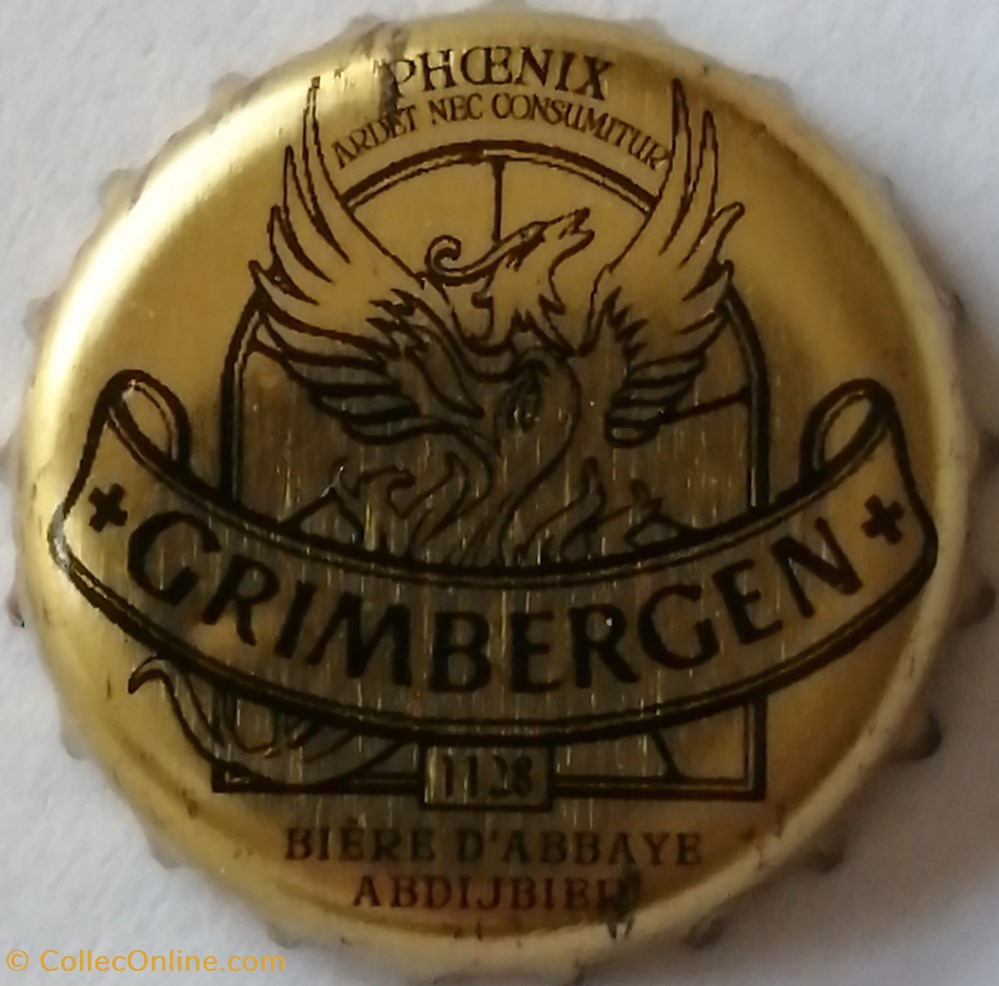 PHŒNIX
ARDET NEC CONSUMITUR
GRIMBERGEN
1128
BIÈRE D'ABBAYE
ABDIJBIER
© CollecOnline.com